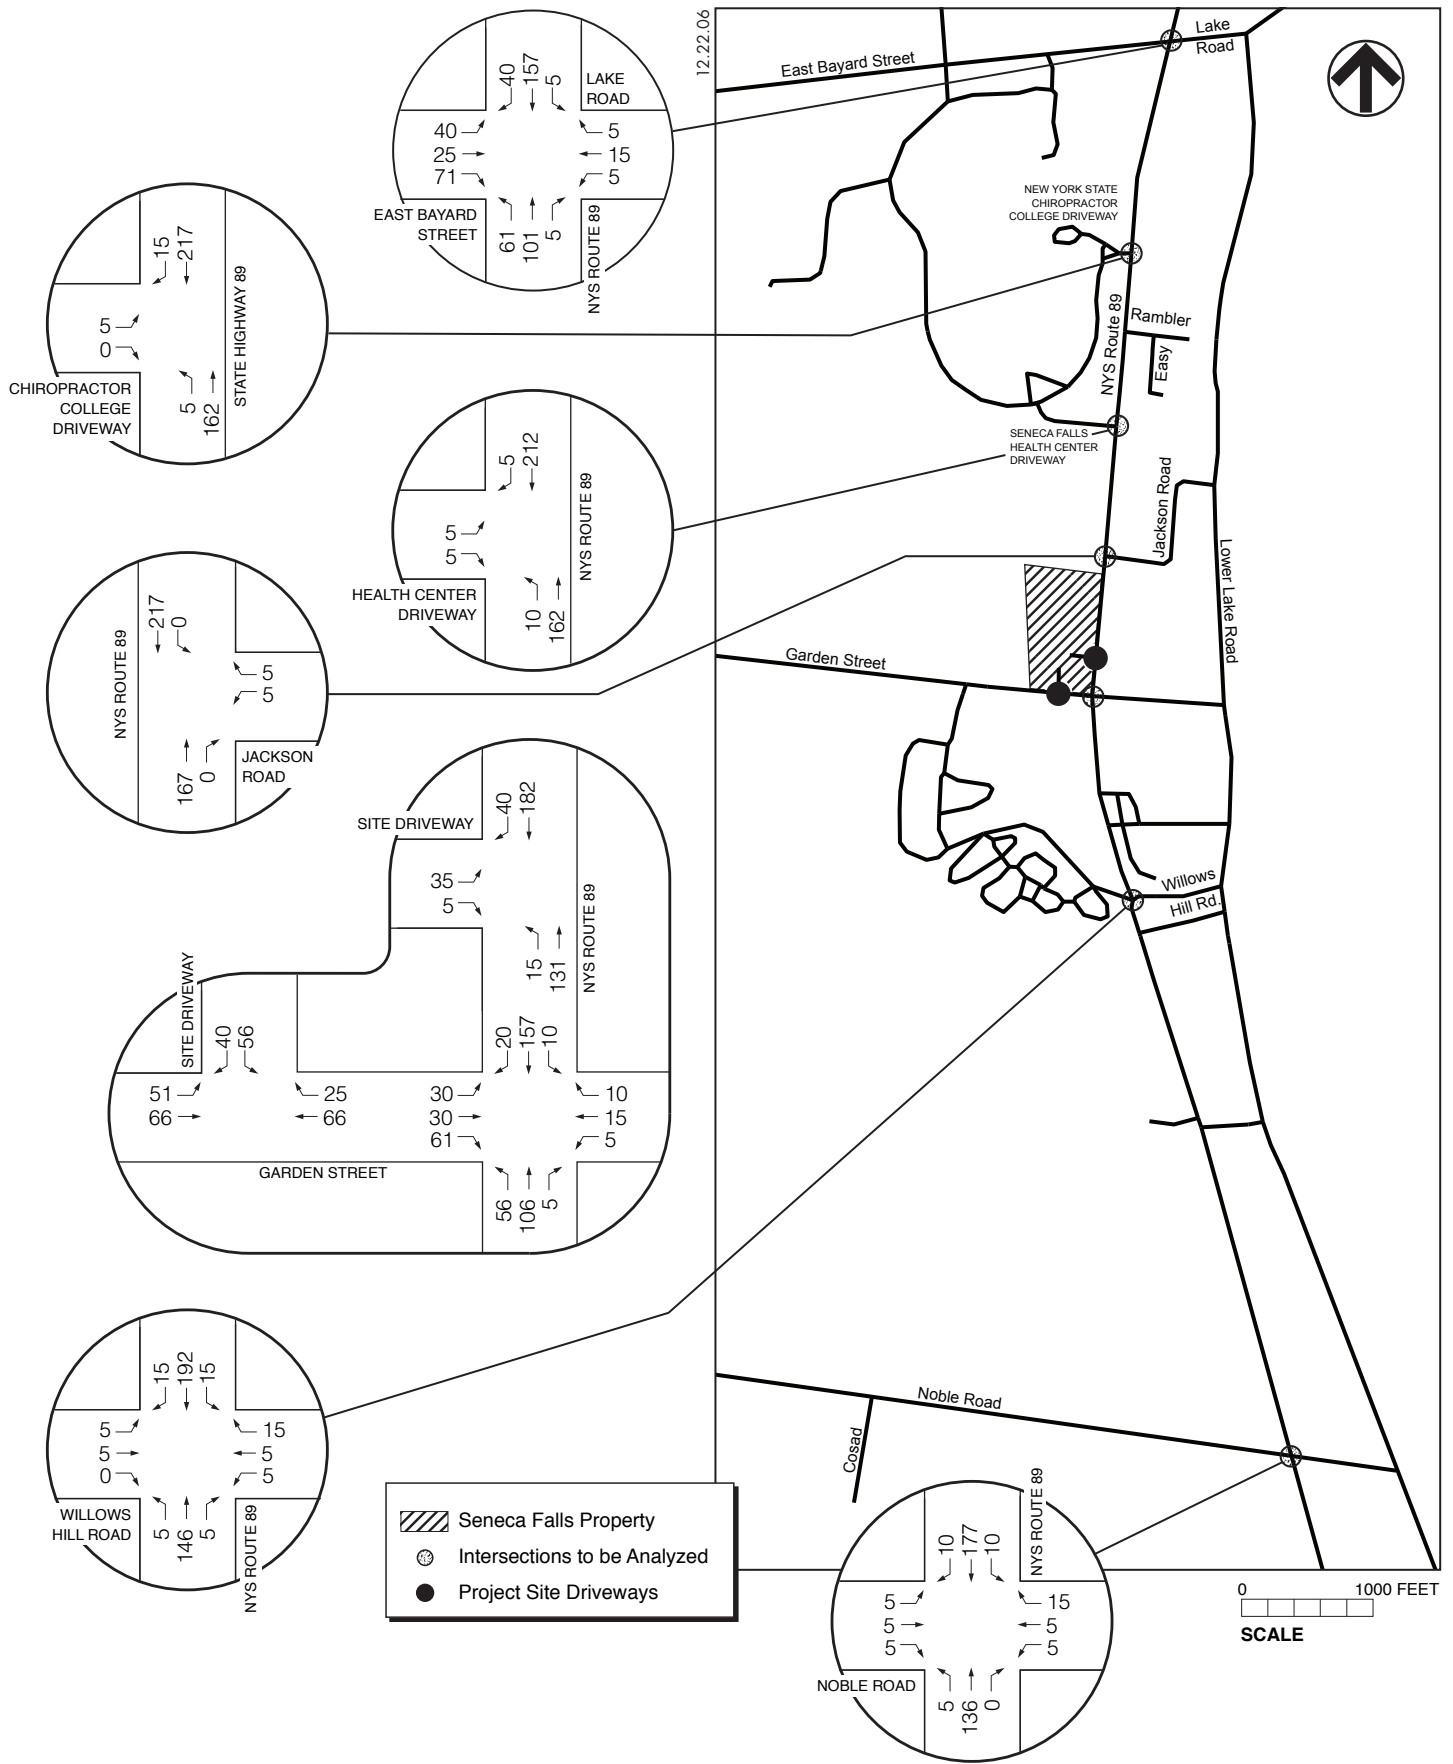 12.22.06
40
157
5
LAKE
ROAD
40
25
71
5
15
5
EAST BAYARD
STREET
61
101
5
NYS ROUTE 89
15
217
5
0
CHIROPRACTOR
COLLEGE
DRIVEWAY
5
162
STATE HIGHWAY 89
5
212
5
5
HEALTH CENTER
DRIVEWAY
10
162
NYS ROUTE 89
NYS ROUTE 89
217
0
5
5
167
0
JACKSON
ROAD
SITE DRIVEWAY
40
182
35
5
15
131
NYS ROUTE 89
SITE DRIVEWAY
40
56
51
66
25
66
GARDEN STREET
20
157
10
30
30
61
10
15
5
56
106
5
15
192
15
5
5
0
15
5
5
WILLOWS
HILL ROAD
5
146
5
NYS ROUTE 89
East Bayard Street
Lake
Road
NEW YORK STATE
CHIROPRACTOR
COLLEGE DRIVEWAY
NYS Route 89
Rambler
Easy
SENECA FALLS
HEALTH CENTER
DRIVEWAY
Jackson Road
Lower Lake Road
Garden Street
Willows
Hill Rd.
Noble Road
Cosad
Seneca Falls Property
Intersections to be Analyzed
Project Site Driveways
10
177
10
NYS ROUTE 89
5
5
5
15
5
5
NOBLE ROAD
5
136
0
0
1000 FEET
SCALE